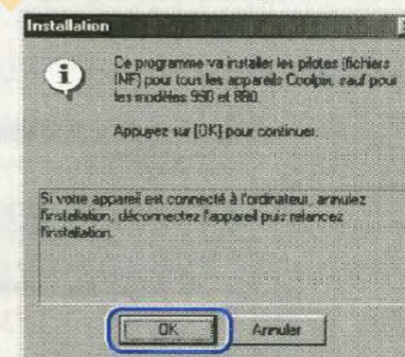 Installation
Ce programme va installer les pilotes (fichiers
INF) pour tous les appareils Coolpix, sauf pour
les modèles 990 et 880.
Appuyez sur [OK] pour continuer.
Si votre appareil est connecté à l'ordinateur, annulez
l'installation, déconnectez l'appareil puis relancez
l'installation.
OK
Annuler